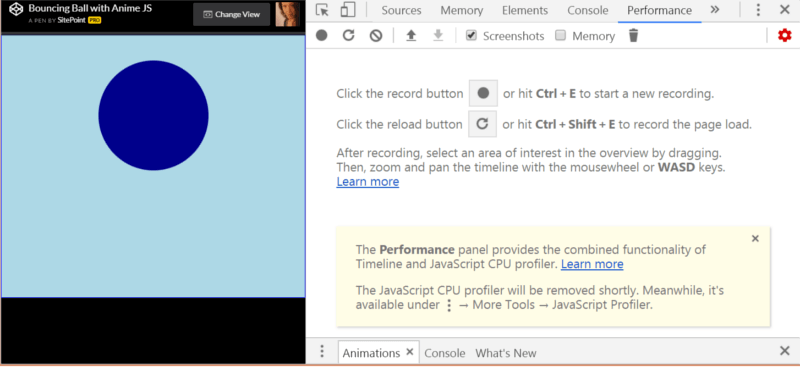 Bouncing Ball with Anime JS
A PEN BY SitePoint PRO
Change View
Sources Memory Elements Console Performance »
Screenshots Memory
Click the record button or hit Ctrl + E to start a new recording.
Click the reload button or hit Ctrl + Shift + E to record the page load.
After recording, select an area of interest in the overview by dragging.
Then, zoom and pan the timeline with the mousewheel or WASD keys.
Learn more
The Performance panel provides the combined functionality of
Timeline and JavaScript CPU profiler. Learn more
The JavaScript CPU profiler will be removed shortly. Meanwhile, it's
available under ⋮ → More Tools → JavaScript Profiler.
Animations × Console What's New